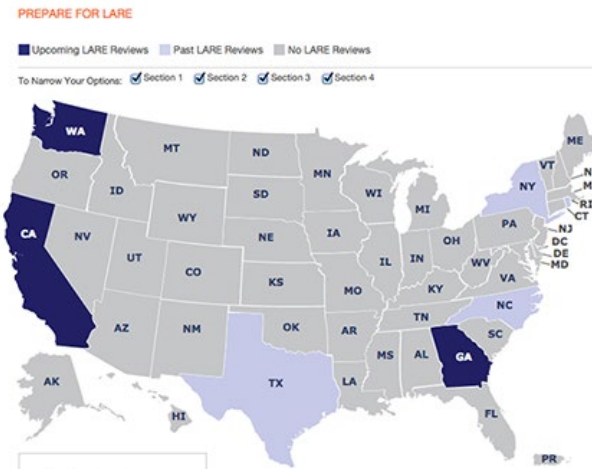 PREPARE FOR LARE
Upcoming LARE Reviews Past LARE Reviews No LARE Reviews
To Narrow Your Options: Section 1 Section 2 Section 3 Section 4
WA
MT
ND
MN
ME
VT
OR
ID
SD
WI
MI
NY
RI
CT
WY
IA
PA
NJ
CA
NV
NE
OH
DC
UT
IL
IN
DE
CO
WV
MD
KS
MO
KY
VA
TN
NC
AZ
NM
OK
AR
SC
MS
AL
GA
AK
TX
LA
HI
FL
PR